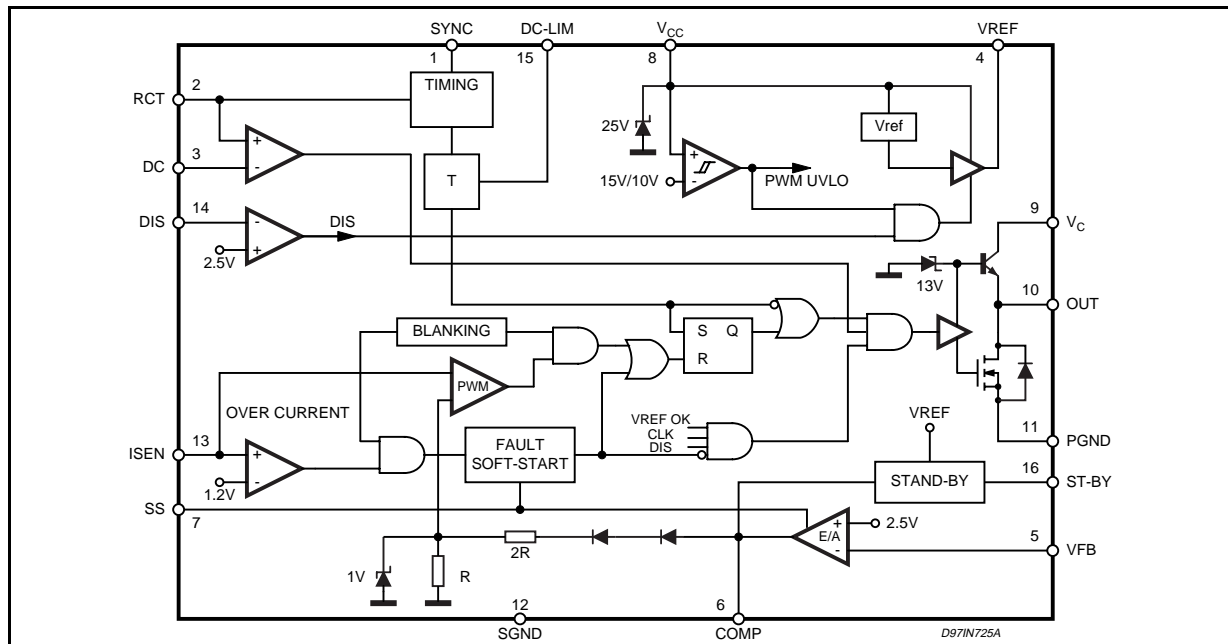 SYNC DC-LIM VCC VREF
1 15 8 4
2 TIMING
RCT
25V Vref
3 +
-
DC T + -
15V/10V PWM UVLO
14 DIS
DIS - +
2.5V
9 VC
13V
10 OUT
BLANKING S Q
R
PWM
OVER CURRENT VREF OK
CLK
DIS
VREF
11 PGND
ISEN 13 + -
1.2V
FAULT
SOFT-START
STAND-BY 16 ST-BY
SS 7
E/A + - 2.5V
5 VFB
2R
1V R
12 6
SGND COMP D97IN725A